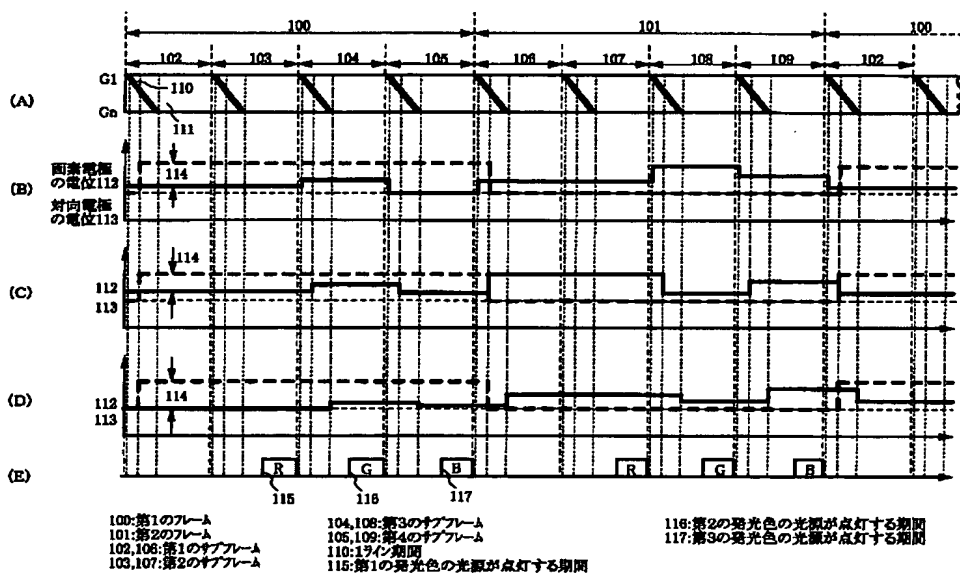 100 101 100
102 103 104 105 106 107 108 109 102
(A) G1 110
Gn 111
(B) 画素電極の電位112 114
対向電極の電位113
(C) 112 114
113
(D) 112 114
113
(E) R G B R G B
115 116 117
100:第1のフレーム
101:第2のフレーム
102,106:第1のサブフレーム
103,107:第2のサブフレーム
104,108:第3のサブフレーム
105,109:第4のサブフレーム
110:1ライン期間
115:第1の発光色の光源が点灯する期間
116:第2の発光色の光源が点灯する期間
117:第3の発光色の光源が点灯する期間